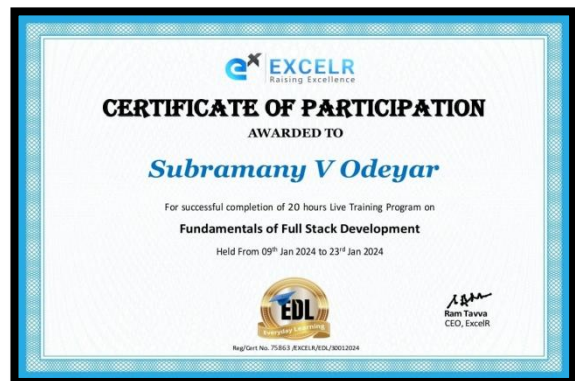 ex EXCELR
Raising Excellence
CERTIFICATE OF PARTICIPATION
AWARDED TO
Subramany V Odeyar
For successful completion of 20 hours Live Training Program on
Fundamentals of Full Stack Development
Held From 09th Jan 2024 to 23rd Jan 2024
EDL
Everyday Learning
Ram Tavva
CEO, ExcelR
Reg/Cert No. 75863 /EXCELR/EDL/30012024